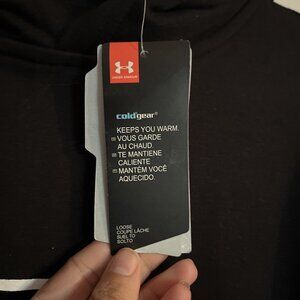 UNDER ARMOUR
coldgear®
KEEPS YOU WARM.
VOUS GARDE
AU CHAUD.
TE MANTIENE
CALIENTE
MANTÉM VOCÊ
AQUECIDO.
LOOSE
COUPE LÂCHE
SUELTO
SOLTO